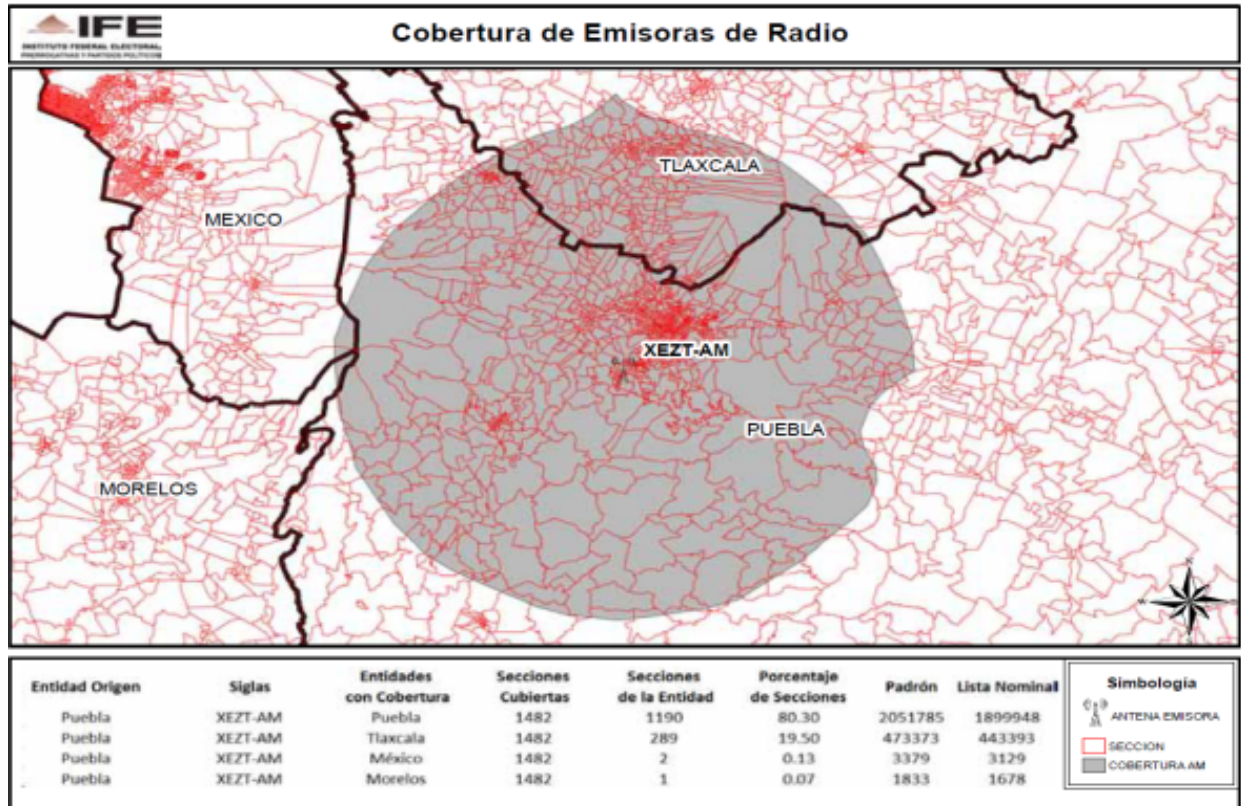 IFE
INSTITUTO FEDERAL ELECTORAL
PRERROGATIVAS Y PARTIDOS POLITICOS
Cobertura de Emisoras de Radio
TLAXCALA
MEXICO
XEZT-AM
PUEBLA
MORELOS
Entidad Origen Siglas Entidades con Cobertura Secciones Cubiertas Secciones de la Entidad Porcentaje de Secciones Padrón Lista Nominal
Puebla XEZT-AM Puebla 1482 1190 80.30 2051785 1899948
Puebla XEZT-AM Tlaxcala 1482 289 19.50 473373 443393
Puebla XEZT-AM México 1482 2 0.13 3379 3129
Puebla XEZT-AM Morelos 1482 1 0.07 1833 1678
Simbología
ANTENA EMISORA
SECCION
COBERTURA AM